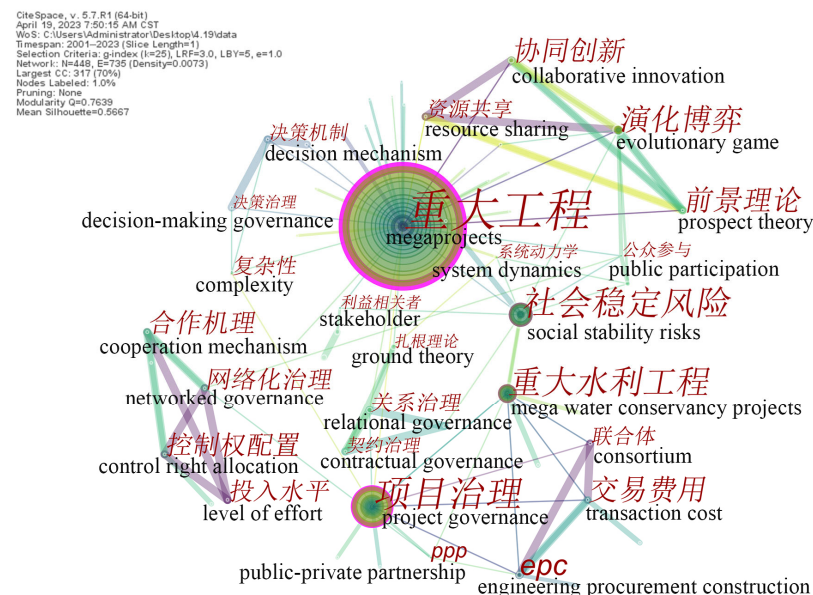 CiteSpace, v. 5.7.R1 (64-bit)
April 19, 2023 7:50:15 AM CST
WoS: C:\Users\Administrator\Desktop\4.19\data
Timespan: 2001–2023 (Slice Length=1)
Selection Criteria: g-index (k=25), LRF=3.0, LBY=5, e=1.0
Network: N=448, E=735 (Density=0.0073)
Largest CC: 317 (70%)
Nodes Labeled: 1.0%
Pruning: None
Modularity Q=0.7639
Mean Silhouette=0.5667
协同创新
collaborative innovation
资源共享
resource sharing
演化博弈
evolutionary game
决策机制
decision mechanism
决策治理
decision-making governance
重大工程
megaprojects
前景理论
prospect theory
系统动力学
system dynamics
公众参与
public participation
复杂性
complexity
利益相关者
stakeholder
社会稳定风险
social stability risks
合作机理
cooperation mechanism
扎根理论
ground theory
网络化治理
networked governance
重大水利工程
mega water conservancy projects
关系治理
relational governance
控制权配置
control right allocation
契约治理
contractual governance
联合体
consortium
投入水平
level of effort
项目治理
project governance
交易费用
transaction cost
ppp
public-private partnership
epc
engineering procurement construction